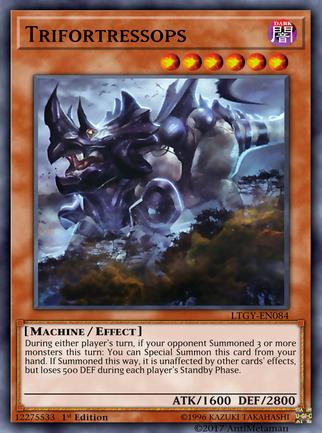 Trifortressops
DARK
闇
LTGY-EN084
[Machine / Effect]
During either player's turn, if your opponent Summoned 3 or more
monsters this turn: You can Special Summon this card from your
hand. If Summoned this way, it is unaffected by other cards' effects,
but loses 500 DEF during each player's Standby Phase.
ATK/1600 DEF/2800
12275533 1st Edition ©1996 KAZUKI TAKAHASHI
©2017 AntiMetaman